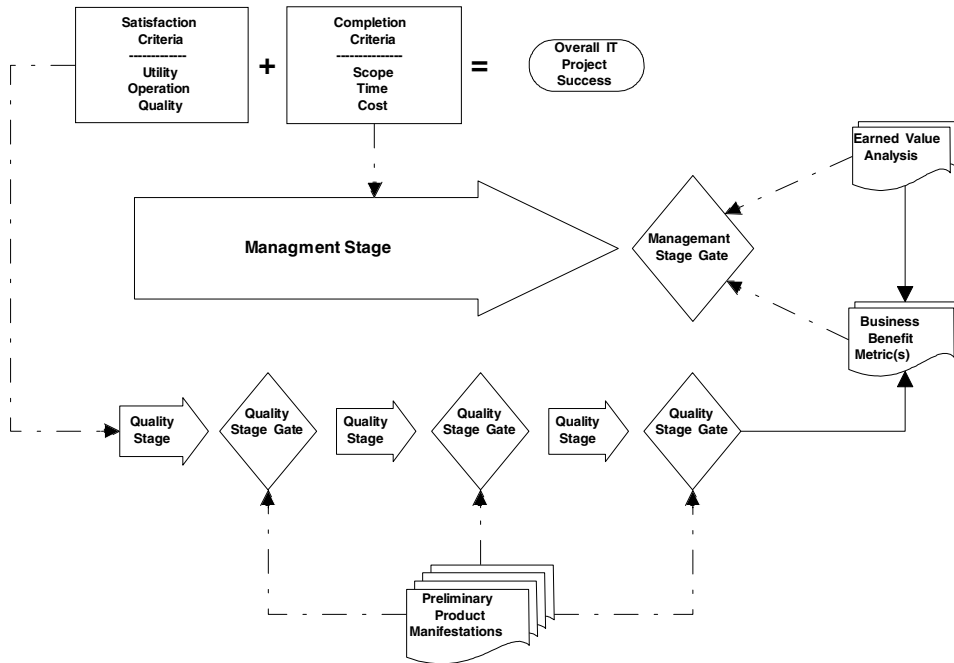 Satisfaction
Criteria
-------------
Utility
Operation
Quality
+
Completion
Criteria
---------------
Scope
Time
Cost
=
Overall IT
Project
Success
Earned Value
Analysis
Managment Stage
Managemant
Stage Gate
Business
Benefit
Metric(s)
Quality
Stage
Quality
Stage Gate
Quality
Stage
Quality
Stage Gate
Quality
Stage
Quality
Stage Gate
Preliminary
Product
Manifestations